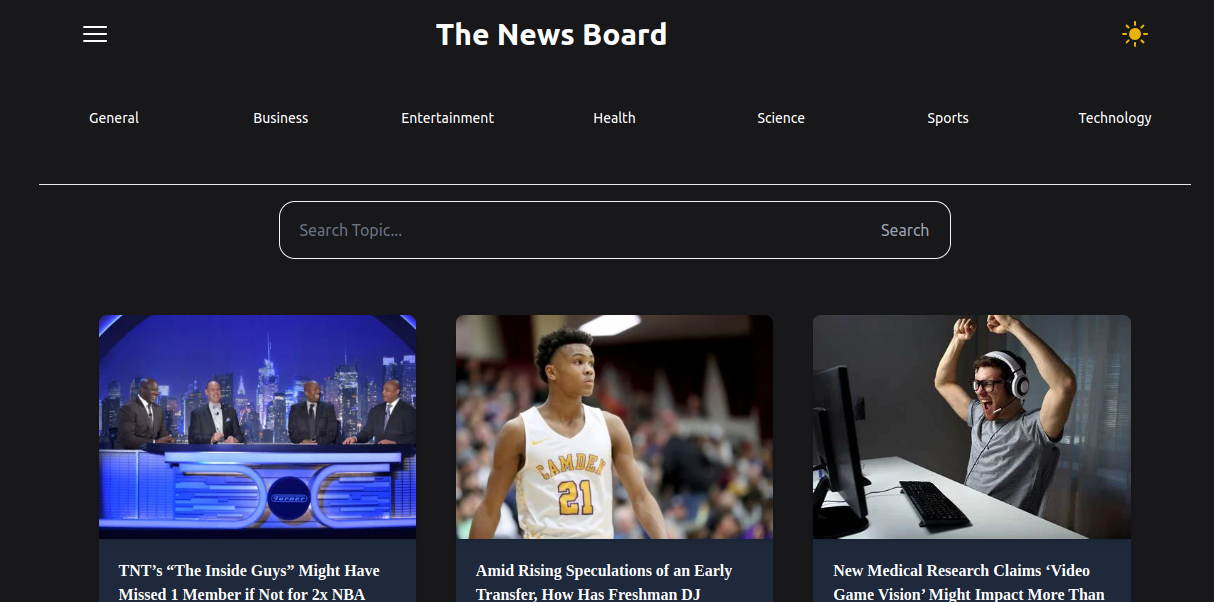 The News Board
General
Business
Entertainment
Health
Science
Sports
Technology
Search Topic...
Search
Turner
CAMDEN
21
TNT’s “The Inside Guys” Might Have
Missed 1 Member if Not for 2x NBA
Amid Rising Speculations of an Early
Transfer, How Has Freshman DJ
New Medical Research Claims ‘Video
Game Vision’ Might Impact More Than